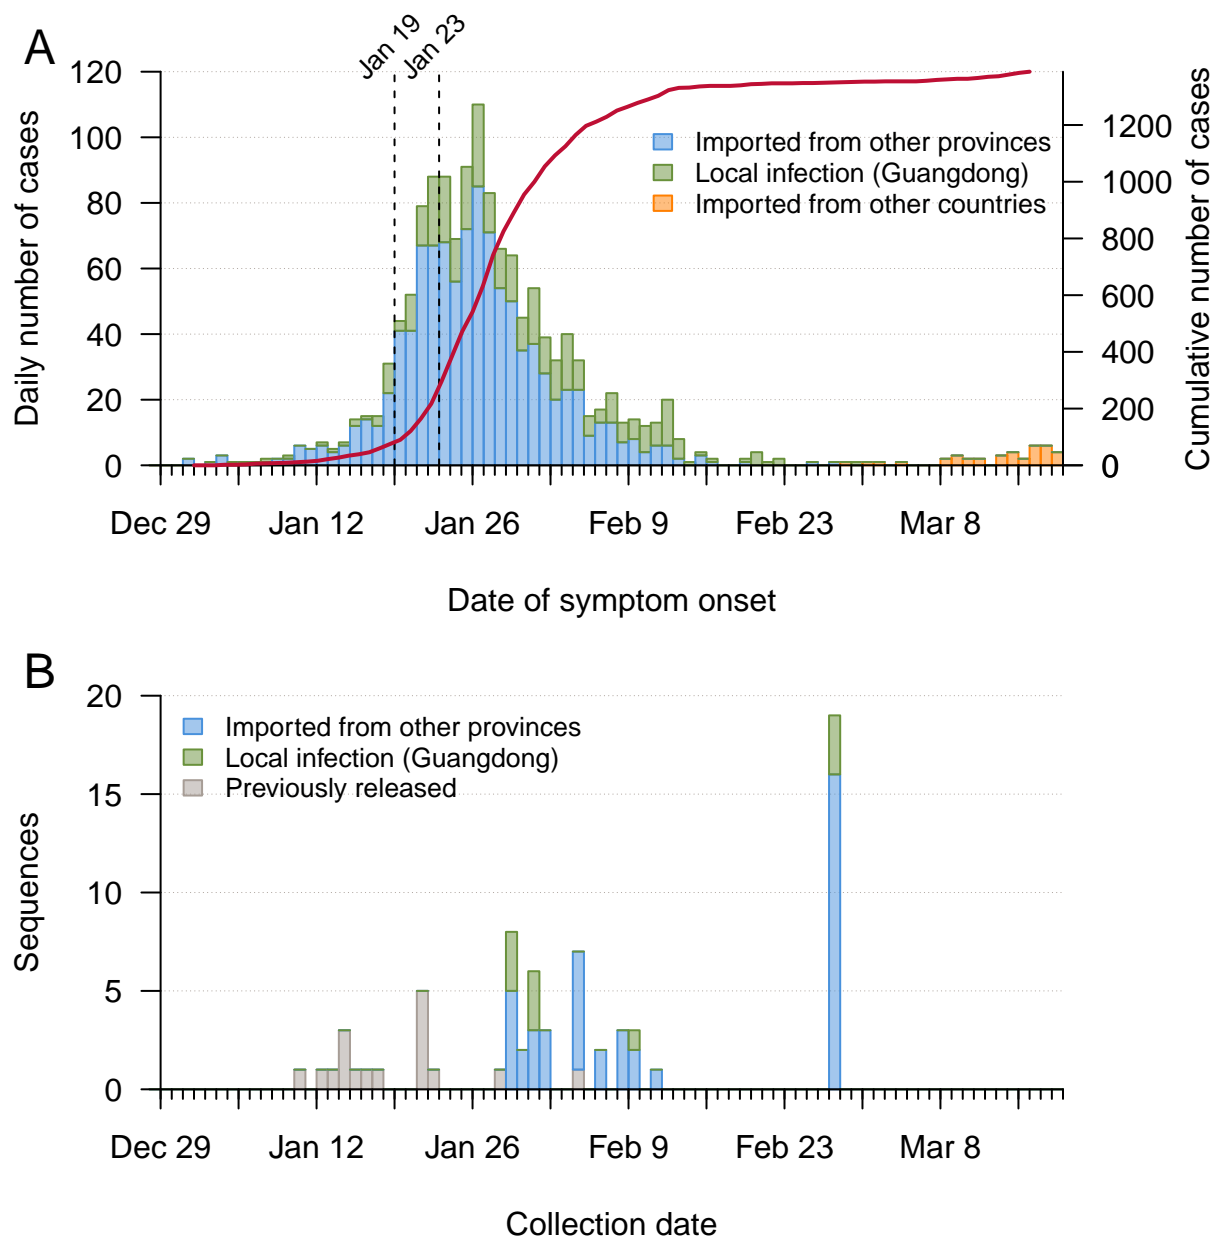 A
Jan 19
Jan 23
120
100
80
60
40
20
0
Daily number of cases
1200
1000
800
600
400
200
0
Cumulative number of cases
Imported from other provinces
Local infection (Guangdong)
Imported from other countries
Dec 29
Jan 12
Jan 26
Feb 9
Feb 23
Mar 8
Date of symptom onset
B
20
15
10
5
0
Sequences
Imported from other provinces
Local infection (Guangdong)
Previously released
Dec 29
Jan 12
Jan 26
Feb 9
Feb 23
Mar 8
Collection date